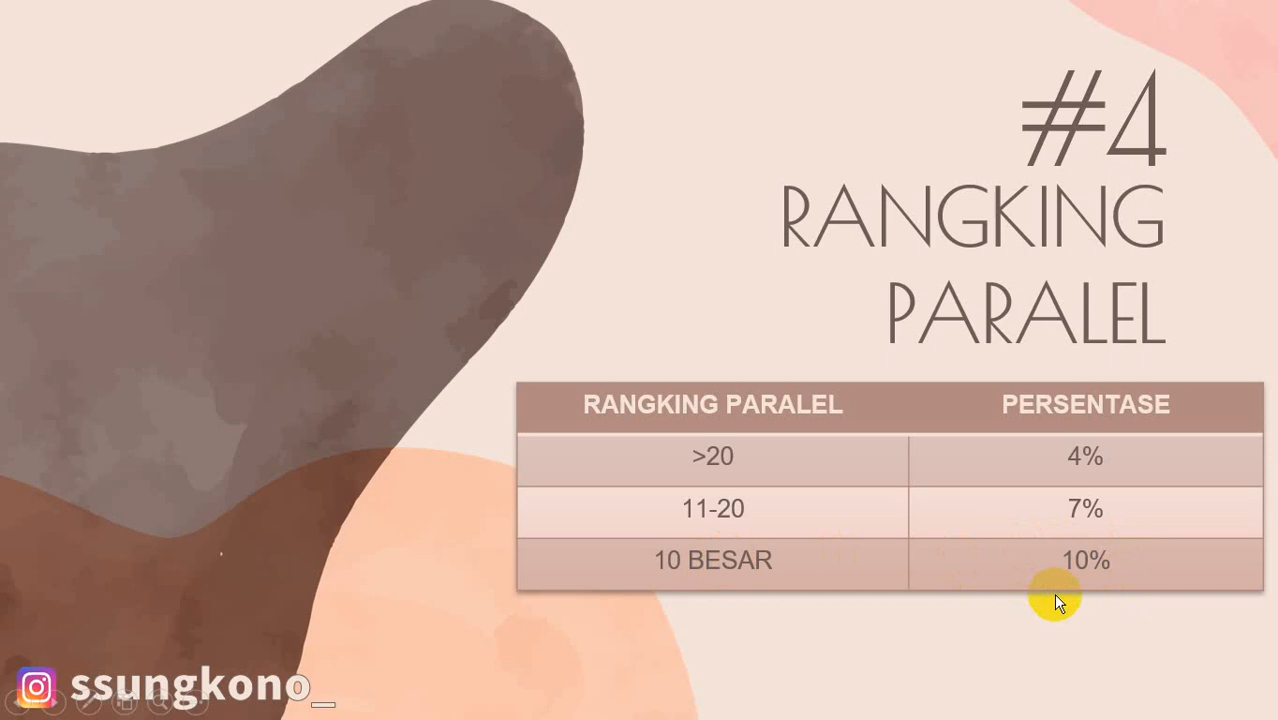 #4
RANGKING
PARALEL
RANGKING PARALEL PERSENTASE
>20 4%
11-20 7%
10 BESAR 10%
ssungkono_